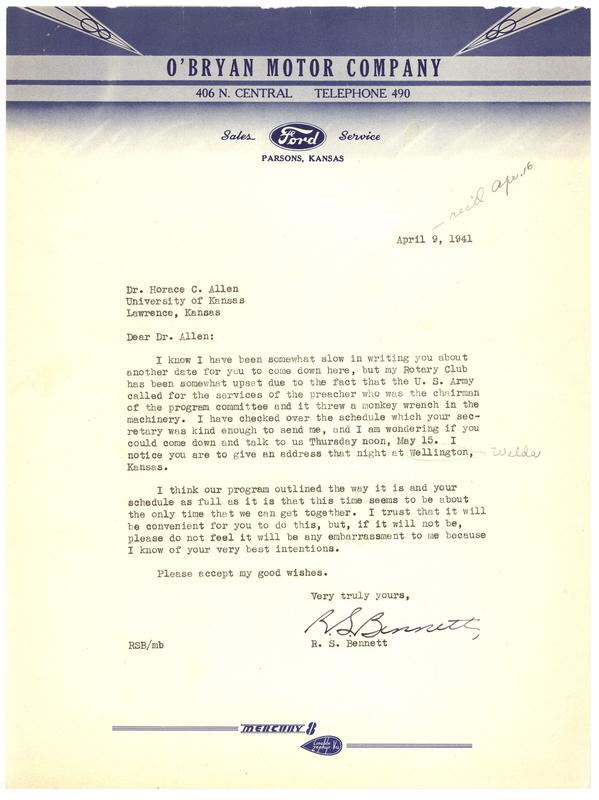 O'BRYAN MOTOR COMPANY
406 N. CENTRAL TELEPHONE 490
Sales Ford Service
PARSONS, KANSAS
— rec'd Apr. 16
April 9, 1941
Dr. Horace C. Allen
University of Kansas
Lawrence, Kansas
Dear Dr. Allen:
I know I have been somewhat slow in writing you about
another date for you to come down here, but my Rotary Club
has been somewhat upset due to the fact that the U. S. Army
called for the services of the preacher who was the chairman
of the program committee and it threw a monkey wrench in the
machinery. I have checked over the schedule which your sec-
retary was kind enough to send me, and I am wondering if you
could come down and talk to us Thursday noon, May 15. I
notice you are to give an address that night at Wellington, — Welda
Kansas.
I think our program outlined the way it is and your
schedule as full as it is that this time seems to be about
the only time that we can get together. I trust that it will
be convenient for you to do this, but, if it will not be,
please do not feel it will be any embarrassment to me because
I know of your very best intentions.
Please accept my good wishes.
Very truly yours,
R. S. Bennett
RSB/mb R. S. Bennett
MERCURY 8
Lincoln Zephyr V12